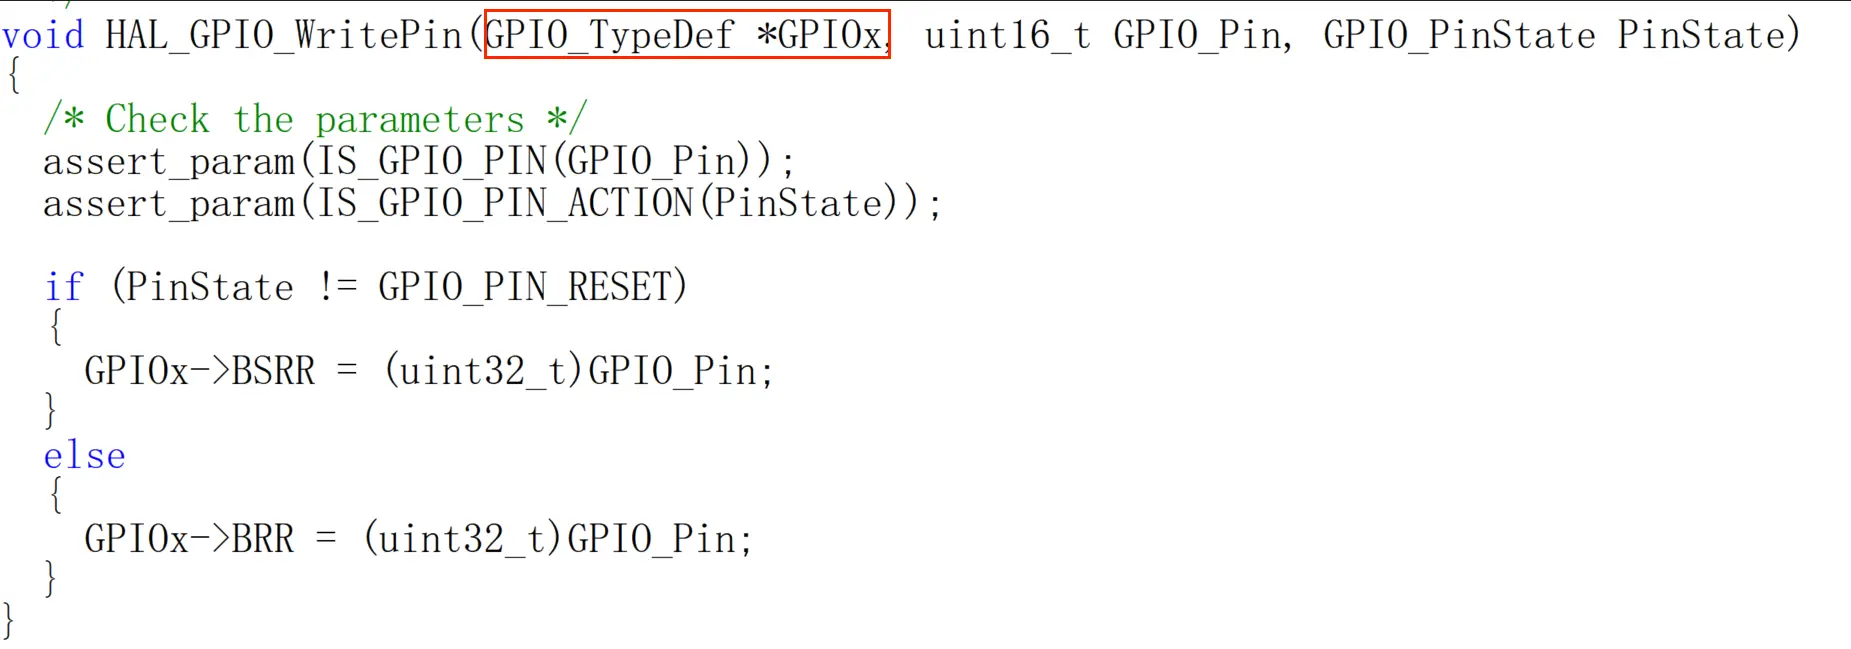 */
void HAL_GPIO_WritePin(GPIO_TypeDef *GPIOx, uint16_t GPIO_Pin, GPIO_PinState PinState)
{
  /* Check the parameters */
  assert_param(IS_GPIO_PIN(GPIO_Pin));
  assert_param(IS_GPIO_PIN_ACTION(PinState));

  if (PinState != GPIO_PIN_RESET)
  {
    GPIOx->BSRR = (uint32_t)GPIO_Pin;
  }
  else
  {
    GPIOx->BRR = (uint32_t)GPIO_Pin;
  }
}